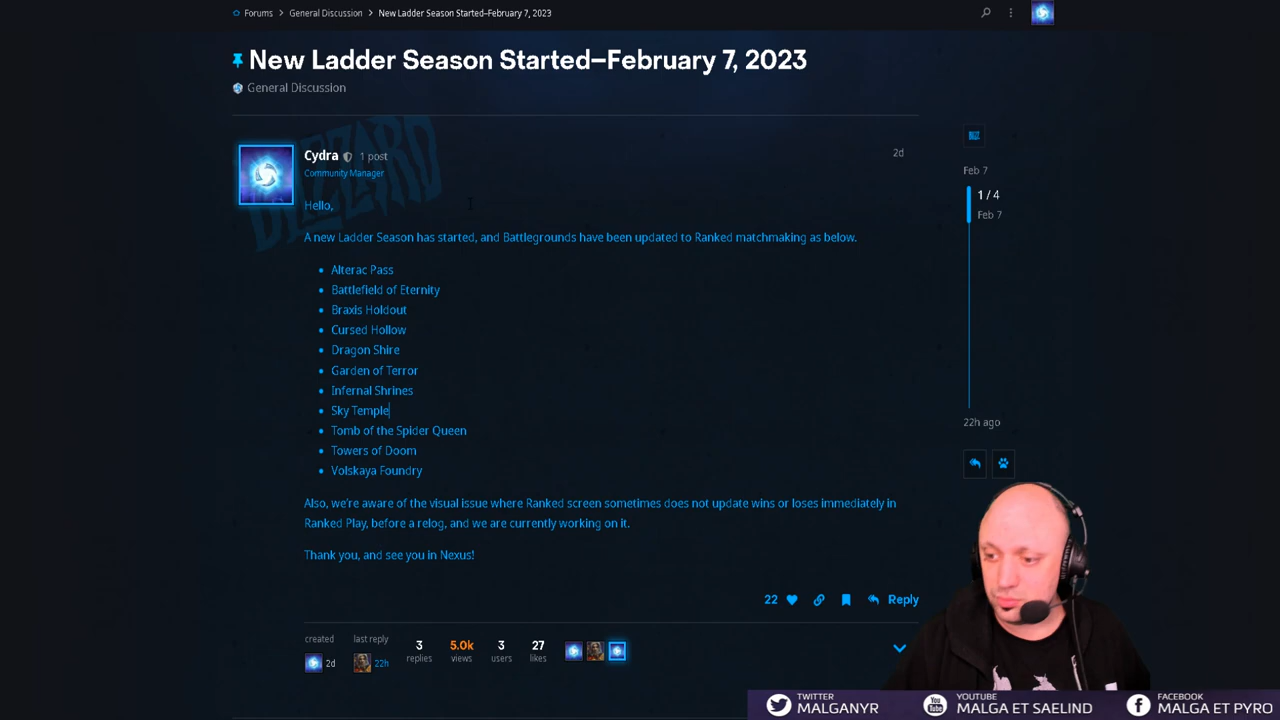 Forums > General Discussion > New Ladder Season Started–February 7, 2023
New Ladder Season Started–February 7, 2023
General Discussion
BLIZZARD
Cydra 1 post 2d
Community Manager
Hello,
A new Ladder Season has started, and Battlegrounds have been updated to Ranked matchmaking as below.
• Alterac Pass
• Battlefield of Eternity
• Braxis Holdout
• Cursed Hollow
• Dragon Shire
• Garden of Terror
• Infernal Shrines
• Sky Temple
• Tomb of the Spider Queen
• Towers of Doom
• Volskaya Foundry
Also, we're aware of the visual issue where Ranked screen sometimes does not update wins or loses immediately in
Ranked Play, before a relog, and we are currently working on it.
Thank you, and see you in Nexus!
22 Reply
created last reply 3 5.0k 3 27
2d 22h replies views users likes
Feb 7
1 / 4
Feb 7
22h ago
TWITTER
MALGANYR
YOUTUBE
MALGA ET SAELIND
FACEBOOK
MALGA ET PYRO